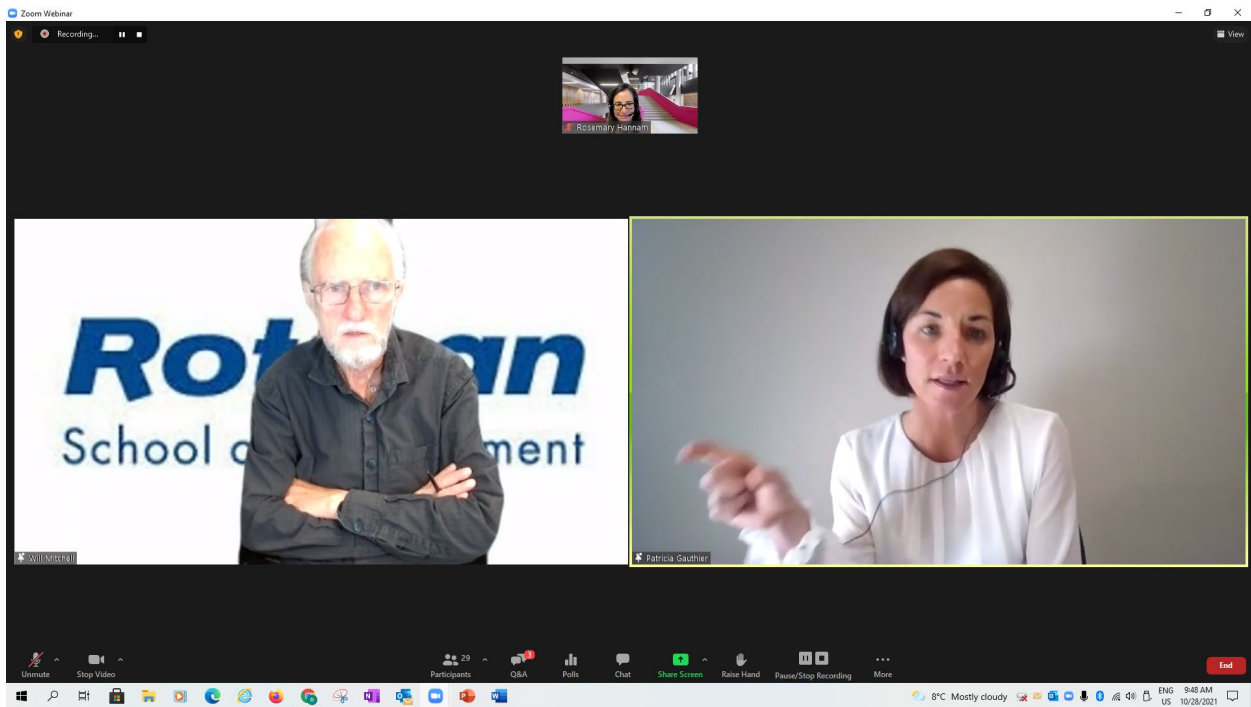 Zoom Webinar
Recording...
View
Rosemary Hannam
Rot an
School o ment
Will Mitchell
Patricia Gauthier
Unmute
Stop Video
29
Participants
3
Q&A
Polls
Chat
Share Screen
Raise Hand
Pause/Stop Recording
More
End
8°C Mostly cloudy
ENG
US
9:48 AM
10/28/2021